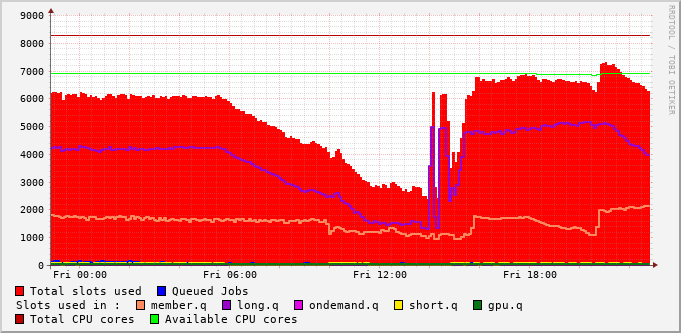 9000
8000
7000
6000
5000
4000
3000
2000
1000
0
Fri 00:00 Fri 06:00 Fri 12:00 Fri 18:00
RRDTOOL / TOBI OETIKER
Total slots used Queued Jobs
Slots used in : member.q long.q ondemand.q short.q gpu.q
Total CPU cores Available CPU cores